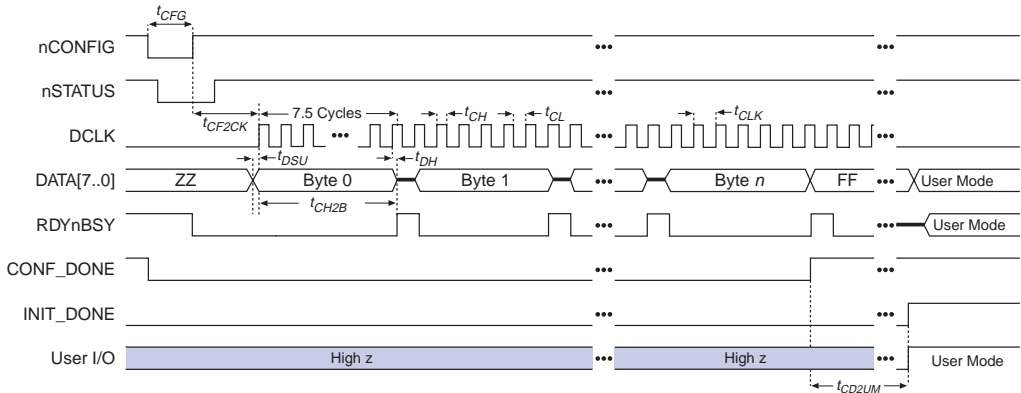 tCFG
nCONFIG
nSTATUS
tCF2CK 7.5 Cycles tCH tCL tCLK
DCLK
tDSU tDH
DATA[7..0] ZZ Byte 0 Byte 1 Byte n FF User Mode
tCH2B
RDYnBSY User Mode
CONF_DONE
INIT_DONE
User I/O High z High z User Mode
tCD2UM